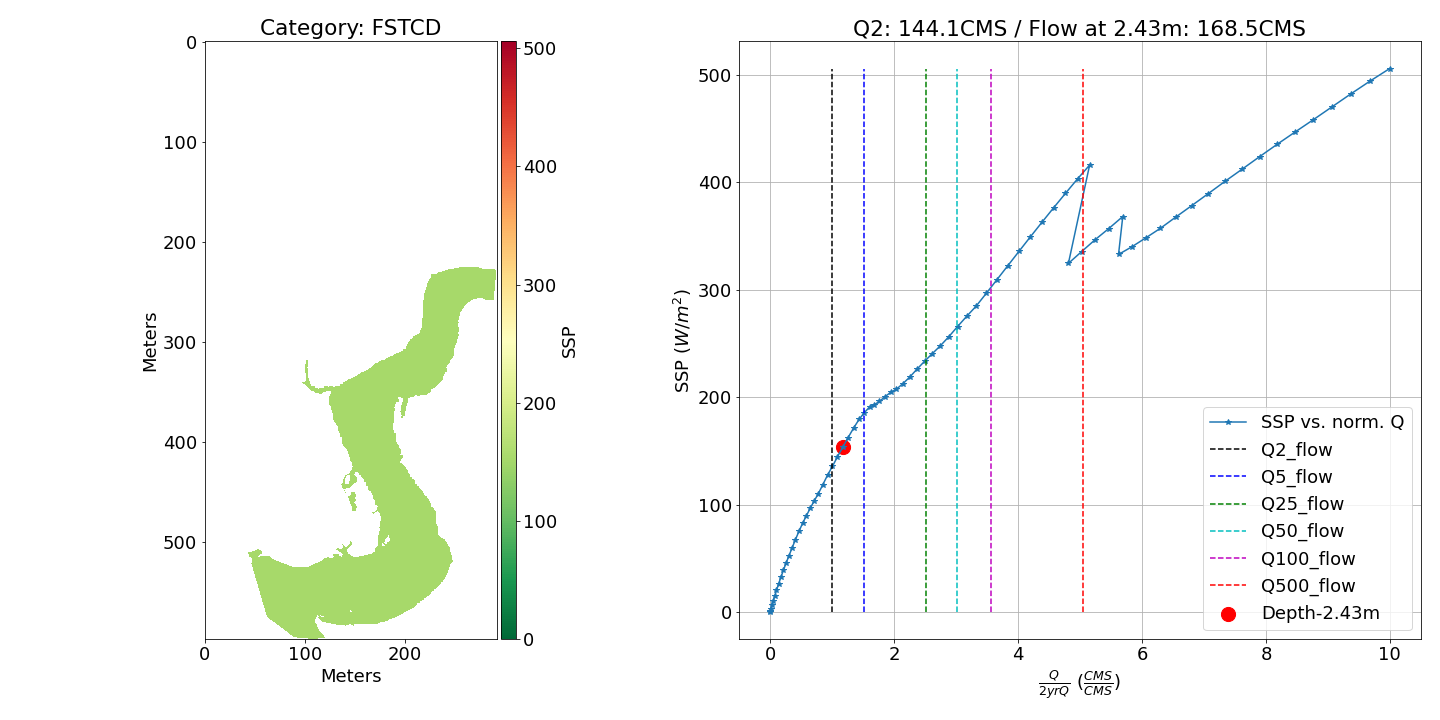 Category: FSTCD
0
100
200
300
400
500
Meters
0
100
200
Meters
500
400
300
200
100
0
SSP
Q2: 144.1CMS / Flow at 2.43m: 168.5CMS
500
400
300
200
100
0
SSP (W/m²)
0
2
4
6
8
10
Q/2yrQ (CMS/CMS)
SSP vs. norm. Q
Q2_flow
Q5_flow
Q25_flow
Q50_flow
Q100_flow
Q500_flow
Depth-2.43m